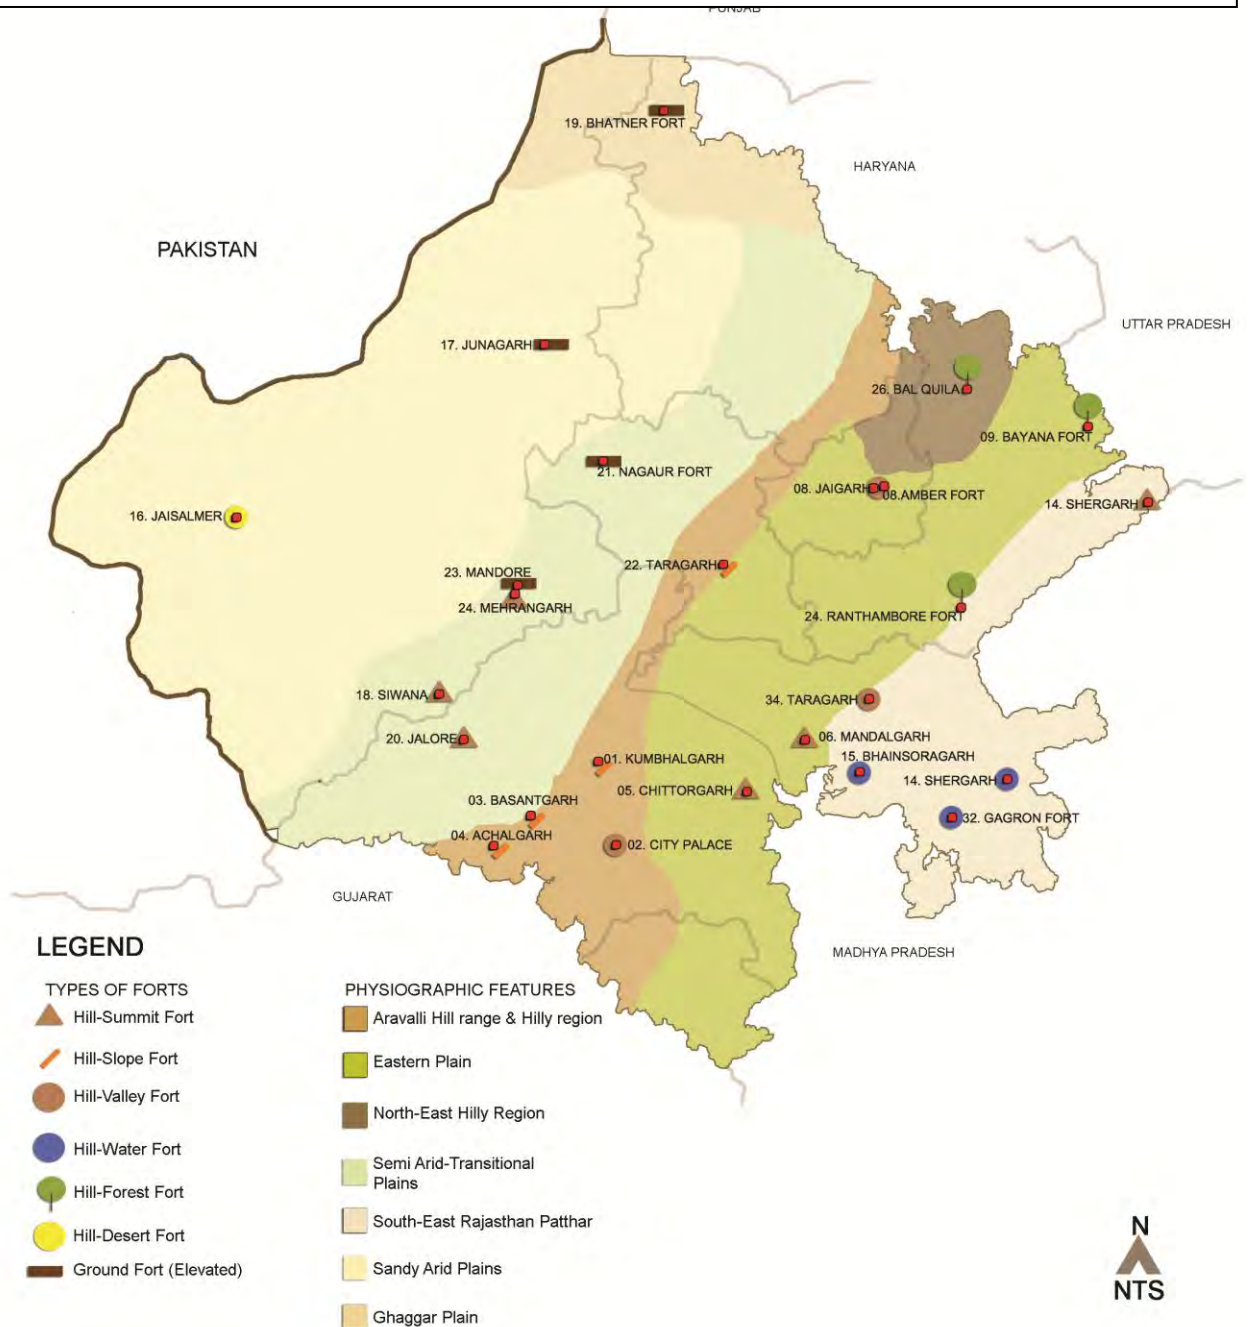 PUNJAB
19. BHATNER FORT
HARYANA
PAKISTAN
UTTAR PRADESH
17. JUNAGARH
26. BAL QUILA
09. BAYANA FORT
21. NAGAUR FORT
08. JAIGARH
08.AMBER FORT
14. SHERGARH
16. JAISALMER
22. TARAGARH
23. MANDORE
24. MEHRANGARH
24. RANTHAMBORE FORT
18. SIWANA
34. TARAGARH
20. JALORE
06. MANDALGARH
01. KUMBHALGARH
15. BHAINSORAGARH
14. SHERGARH
05. CHITTORGARH
03. BASANTGARH
32. GAGRON FORT
04. ACHALGARH
02. CITY PALACE
GUJARAT
MADHYA PRADESH
LEGEND
TYPES OF FORTS
Hill-Summit Fort
Hill-Slope Fort
Hill-Valley Fort
Hill-Water Fort
Hill-Forest Fort
Hill-Desert Fort
Ground Fort (Elevated)
PHYSIOGRAPHIC FEATURES
Aravalli Hill range & Hilly region
Eastern Plain
North-East Hilly Region
Semi Arid-Transitional
Plains
South-East Rajasthan Patthar
Sandy Arid Plains
Ghaggar Plain
N
NTS